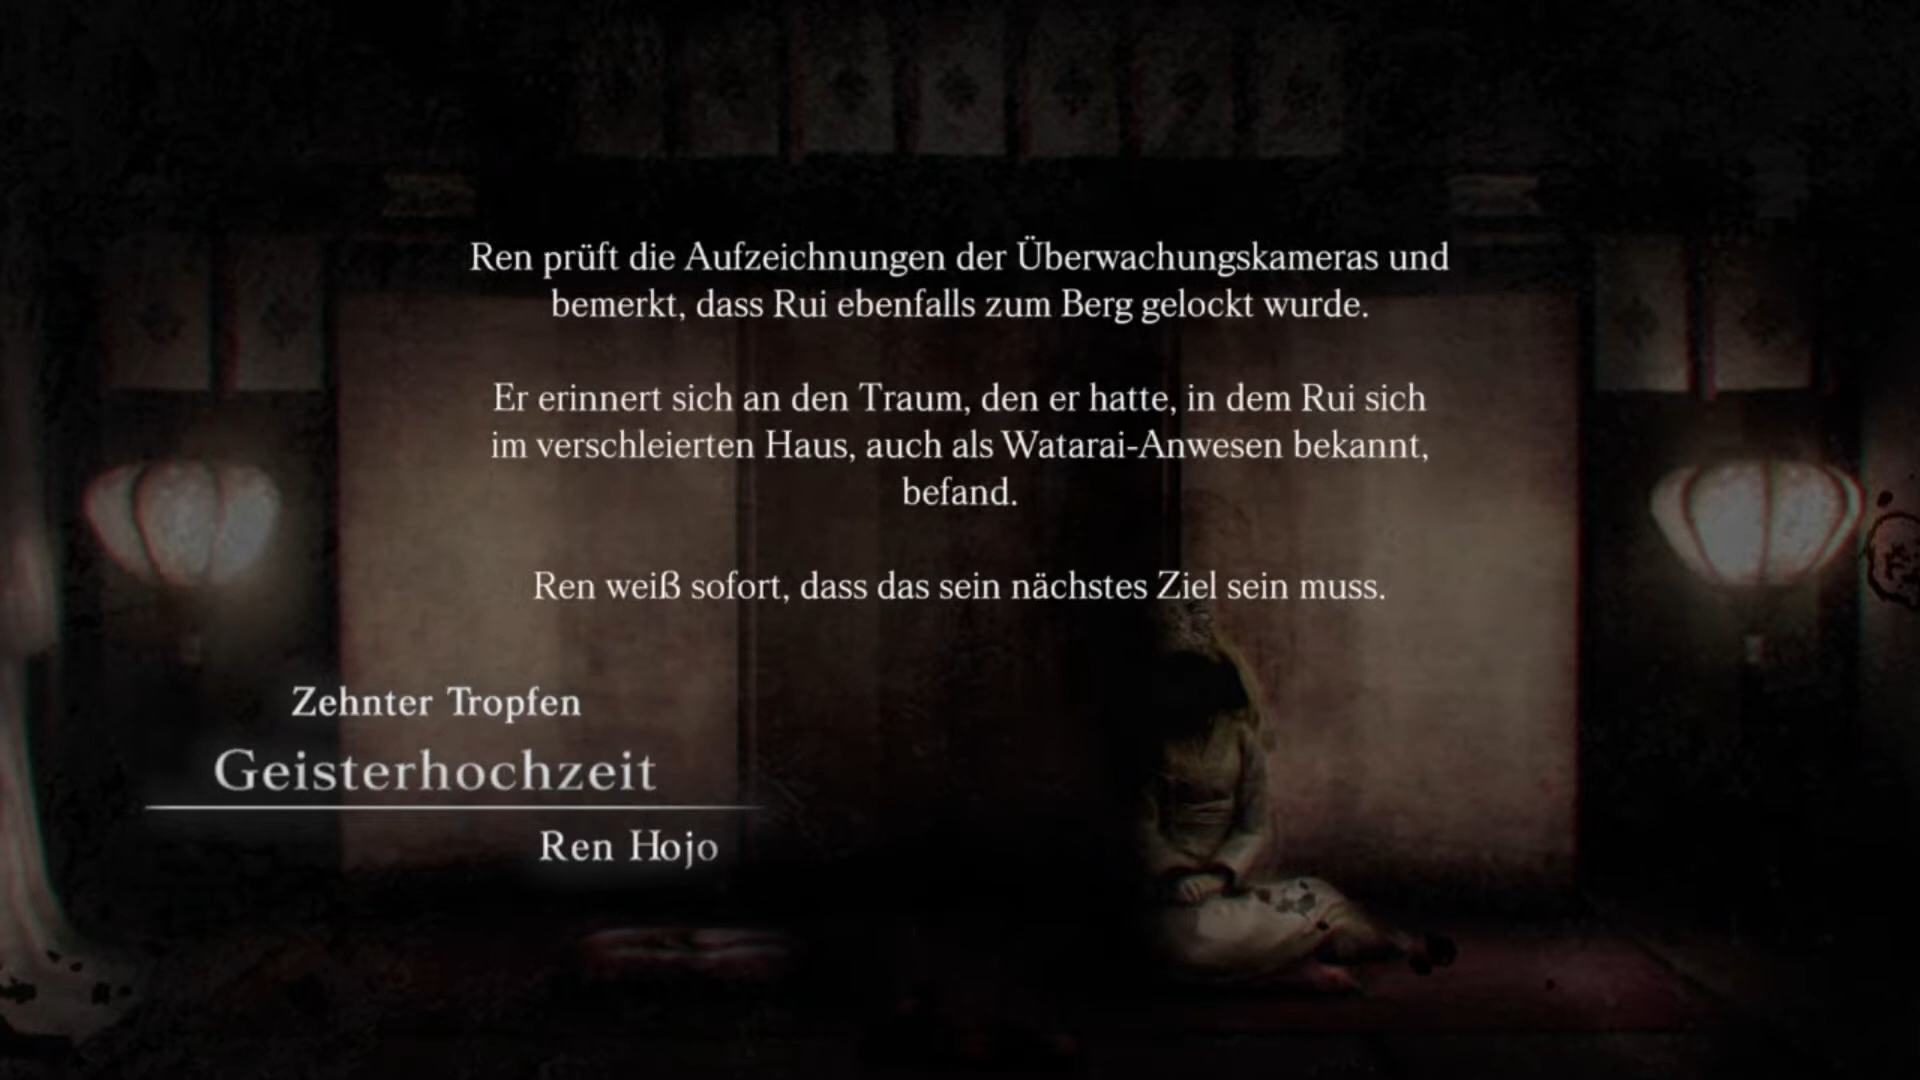 Ren prüft die Aufzeichnungen der Überwachungskameras und
bemerkt, dass Rui ebenfalls zum Berg gelockt wurde.
Er erinnert sich an den Traum, den er hatte, in dem Rui sich
im verschleierten Haus, auch als Watarai-Anwesen bekannt,
befand.
Ren weiß sofort, dass das sein nächstes Ziel sein muss.
Zehnter Tropfen
Geisterhochzeit
Ren Hojo